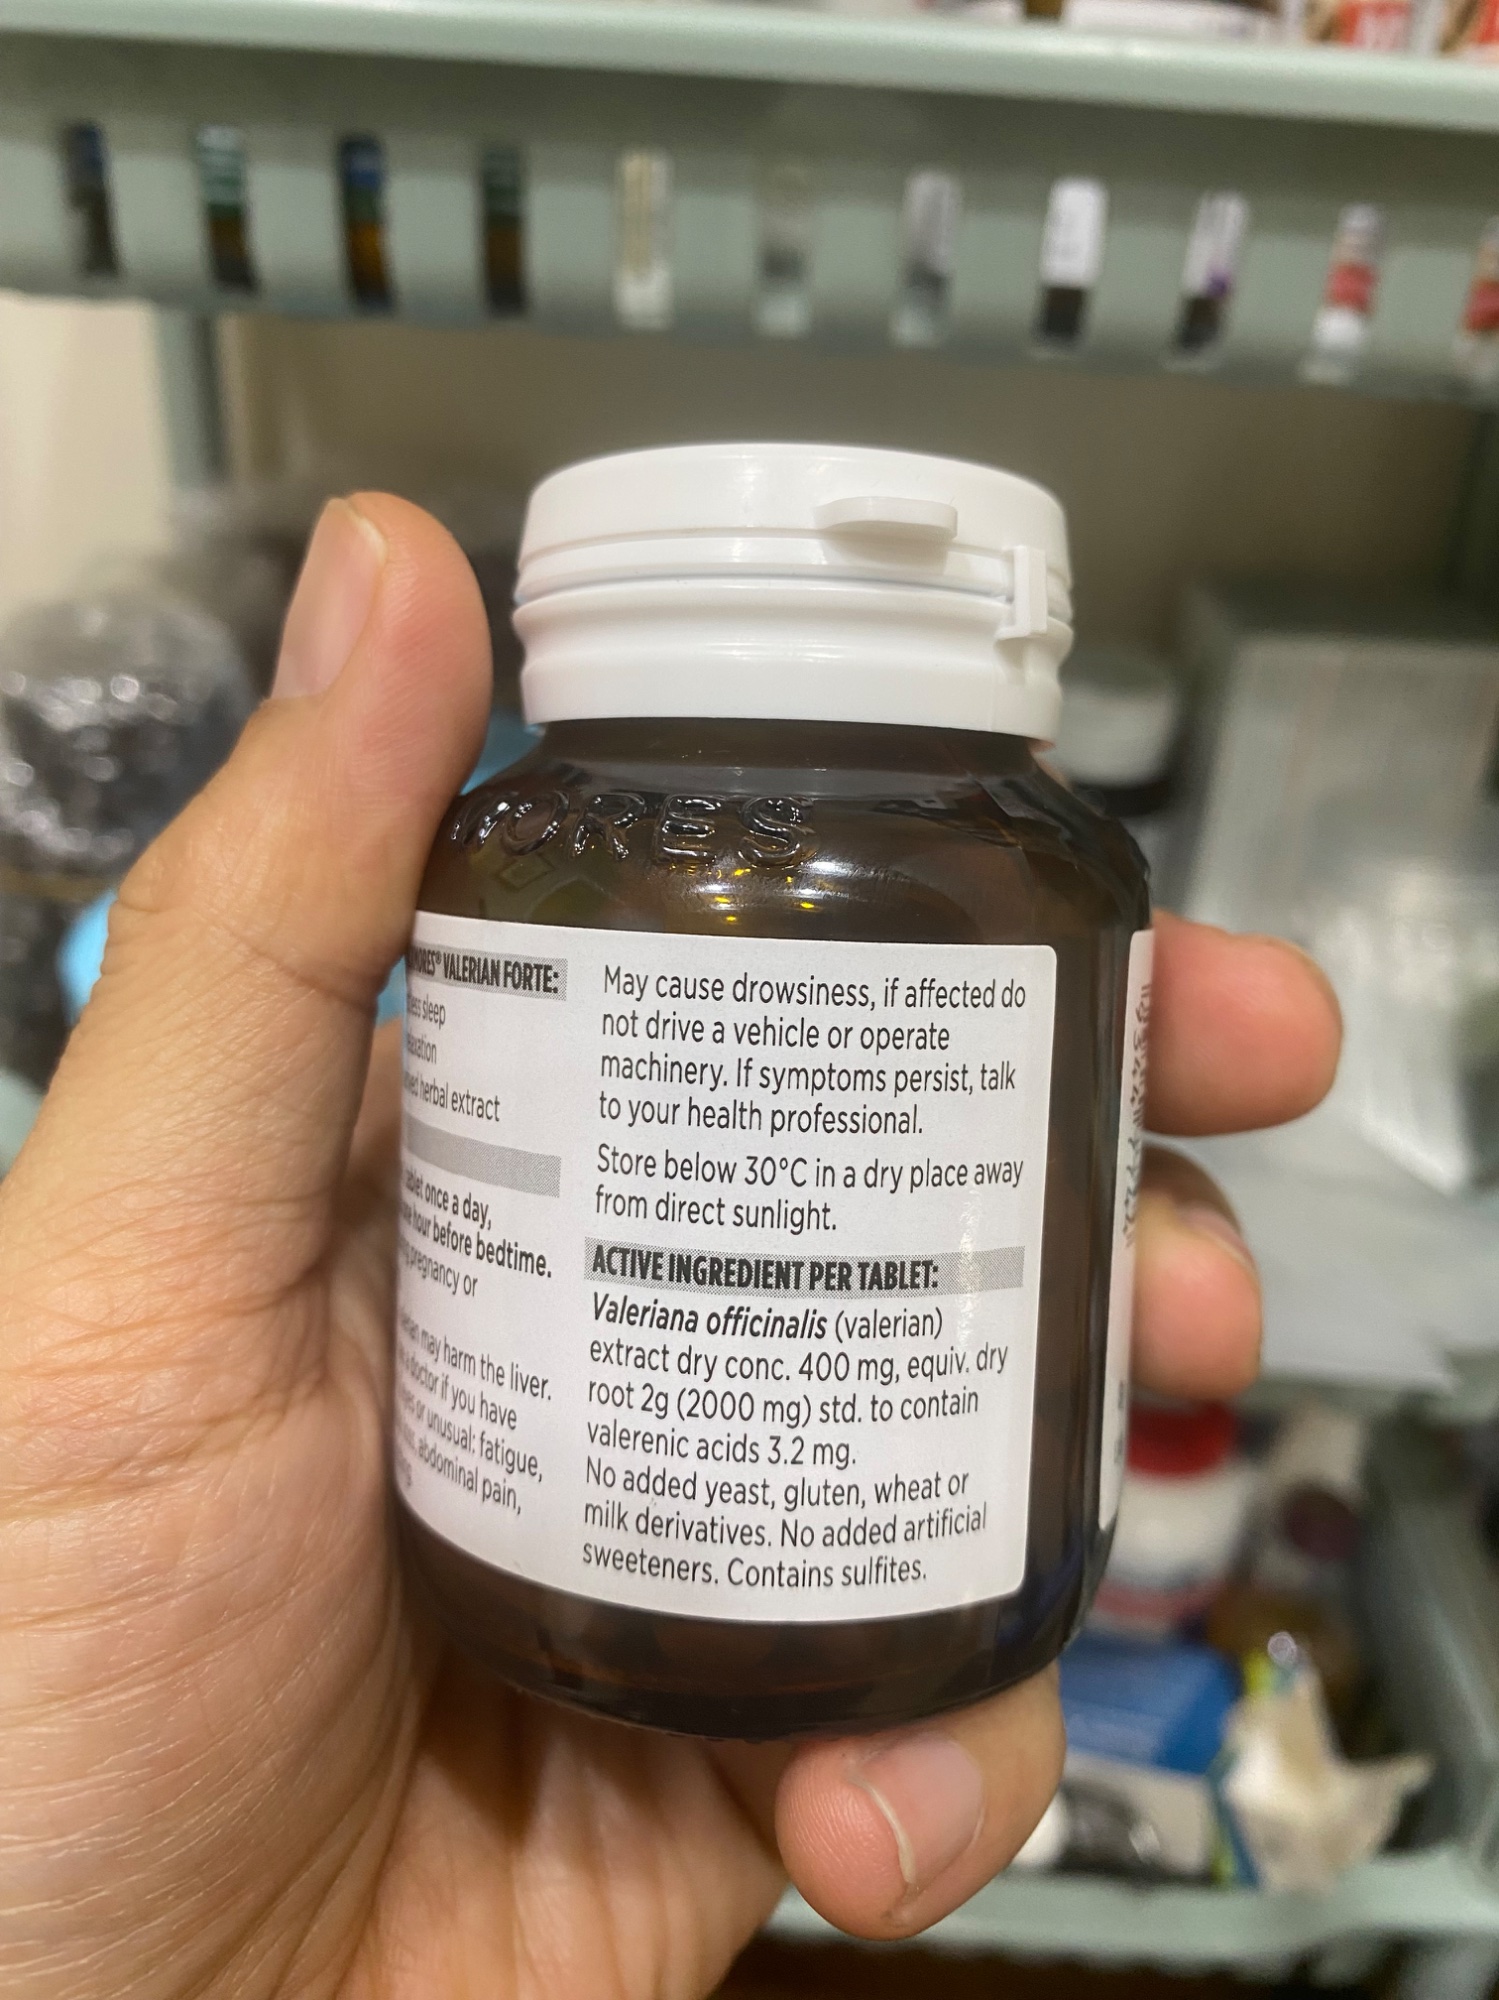 ORES
MORES® VALERIAN FORTE:
sleep
herbal extract
once a day,
hour before bedtime.
pregnancy or
may harm the liver.
doctor if you have
or unusual: fatigue,
abdominal pain,
May cause drowsiness, if affected do
not drive a vehicle or operate
machinery. If symptoms persist, talk
to your health professional.
Store below 30°C in a dry place away
from direct sunlight.
ACTIVE INGREDIENT PER TABLET:
Valeriana officinalis (valerian)
extract dry conc. 400 mg, equiv. dry
root 2g (2000 mg) std. to contain
valerenic acids 3.2 mg.
No added yeast, gluten, wheat or
milk derivatives. No added artificial
sweeteners. Contains sulfites.